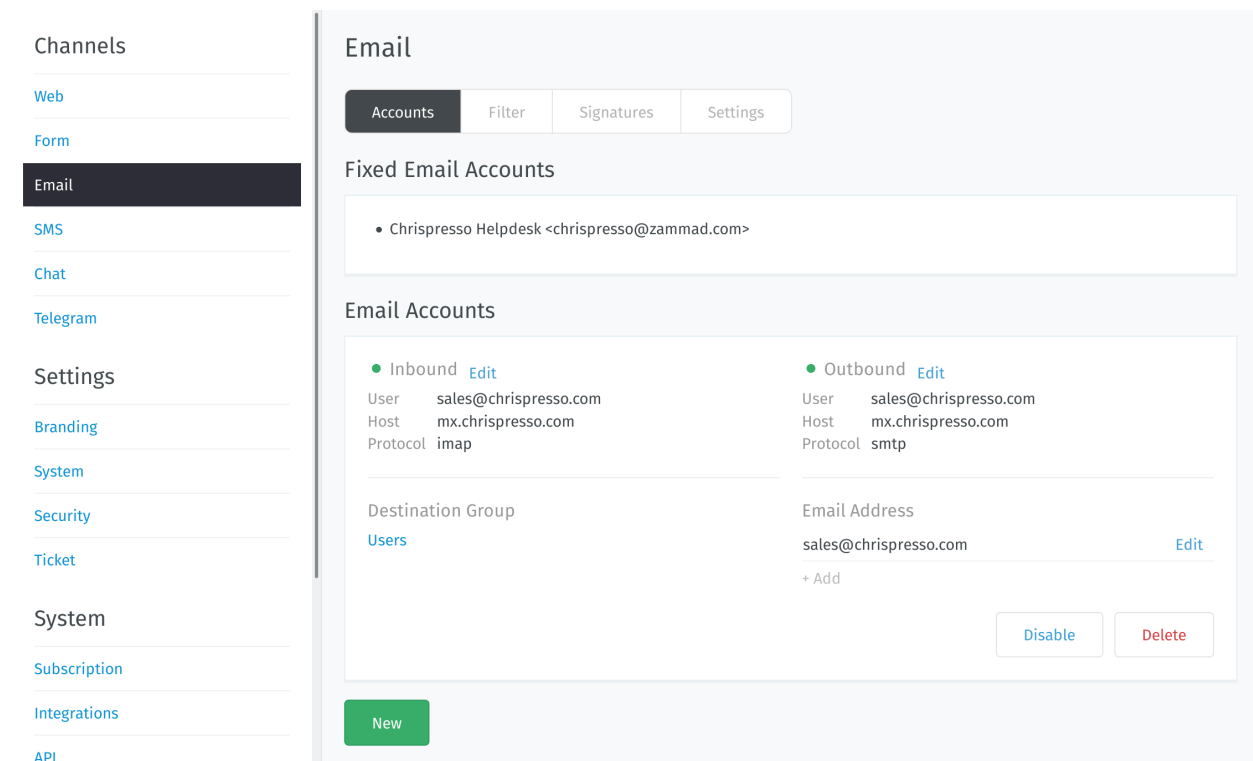 Channels
Web
Form
Email
SMS
Chat
Telegram
Settings
Branding
System
Security
Ticket
System
Subscription
Integrations
API
Email
Accounts Filter Signatures Settings
Fixed Email Accounts
• Chrispresso Helpdesk <chrispresso@zammad.com>
Email Accounts
Inbound Edit
User sales@chrispresso.com
Host mx.chrispresso.com
Protocol imap
Outbound Edit
User sales@chrispresso.com
Host mx.chrispresso.com
Protocol smtp
Destination Group
Users
Email Address
sales@chrispresso.com Edit
+ Add
Disable Delete
New